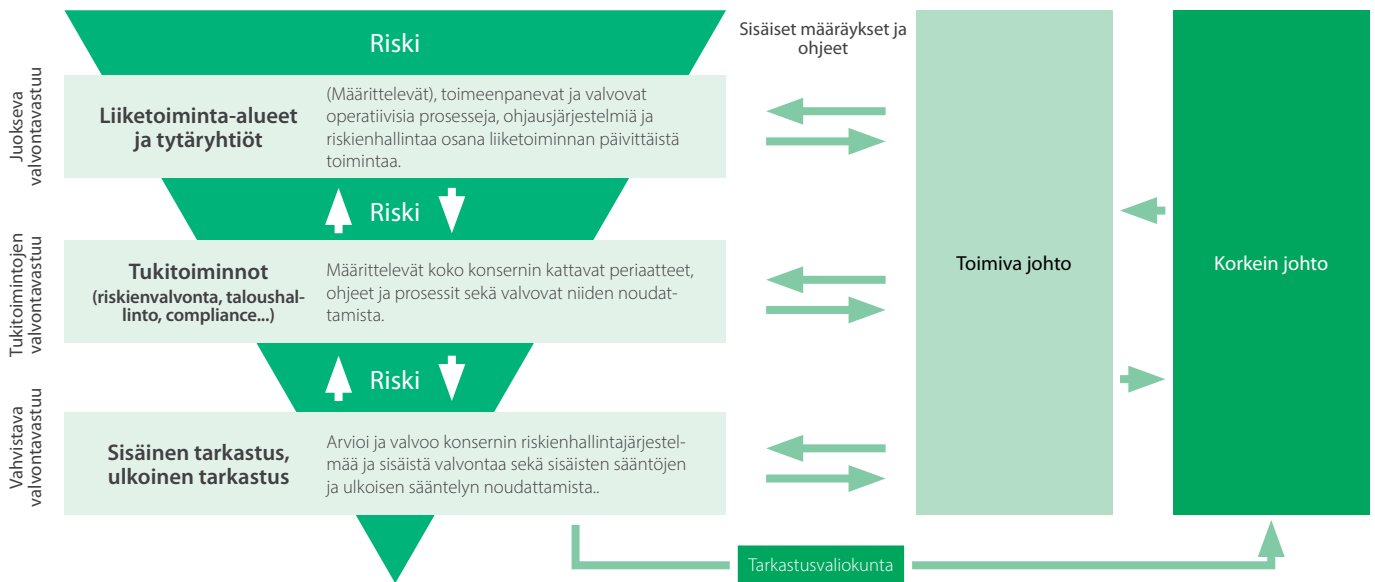 Riski
Sisäiset määräykset ja
ohjeet
Juokseva
valvontavastuu
Liiketoiminta-alueet
ja tytäryhtiöt
(Määrittelevät), toimeenpanevat ja valvovat
operatiivisia prosesseja, ohjausjärjestelmiä ja
riskienhallintaa osana liiketoiminnan päivittäistä
toimintaa.
Riski
Tukitoimintojen
valvontavastuu
Tukitoiminnot
(riskienvalvonta, taloushal-
linto, compliance...)
Määrittelevät koko konsernin kattavat periaatteet,
ohjeet ja prosessit sekä valvovat niiden noudat-
tamista.
Toimiva johto
Korkein johto
Riski
Vahvistava
valvontavastuu
Sisäinen tarkastus,
ulkoinen tarkastus
Arvioi ja valvoo konsernin riskienhallintajärjestel-
mää ja sisäistä valvontaa sekä sisäisten sääntöjen
ja ulkoisen sääntelyn noudattamista..
Tarkastusvaliokunta